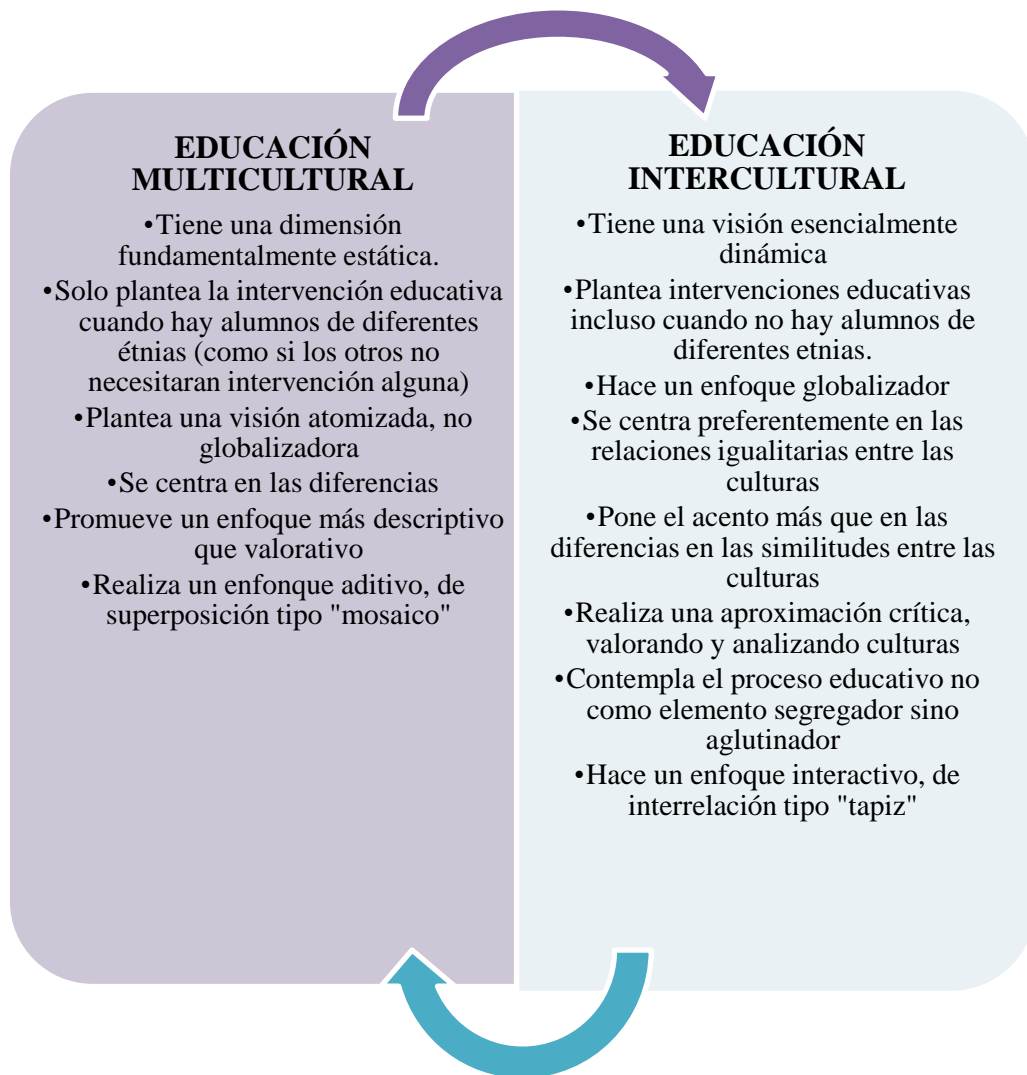 EDUCACIÓN
MULTICULTURAL
•Tiene una dimensión
fundamentalmente estática.
•Solo plantea la intervención educativa
cuando hay alumnos de diferentes
étnias (como si los otros no
necesitaran intervención alguna)
•Plantea una visión atomizada, no
globalizadora
•Se centra en las diferencias
•Promueve un enfoque más descriptivo
que valorativo
•Realiza un enfonque aditivo, de
superposición tipo "mosaico"
EDUCACIÓN
INTERCULTURAL
•Tiene una visión esencialmente
dinámica
•Plantea intervenciones educativas
incluso cuando no hay alumnos de
diferentes etnias.
•Hace un enfoque globalizador
•Se centra preferentemente en las
relaciones igualitarias entre las
culturas
•Pone el acento más que en las
diferencias en las similitudes entre las
culturas
•Realiza una aproximación crítica,
valorando y analizando culturas
•Contempla el proceso educativo no
como elemento segregador sino
aglutinador
•Hace un enfoque interactivo, de
interrelación tipo "tapiz"